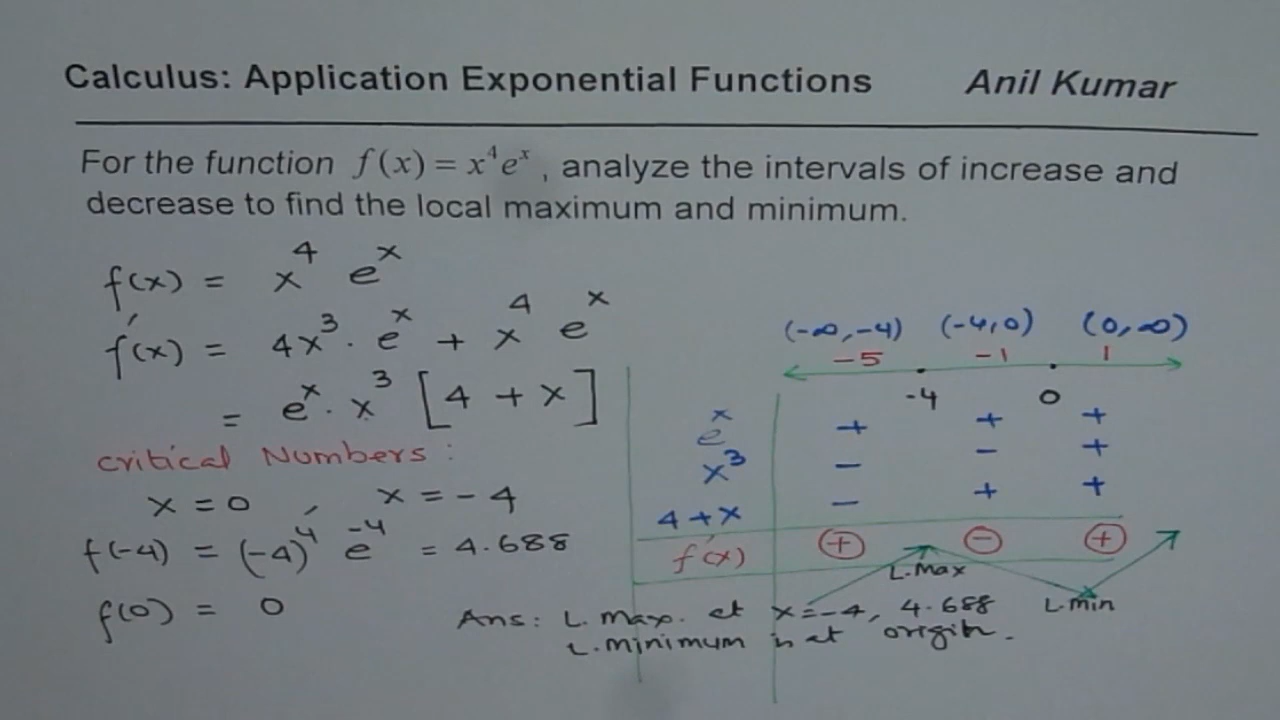 Calculus: Application Exponential Functions Anil Kumar
For the function f(x) = x⁴eˣ, analyze the intervals of increase and
decrease to find the local maximum and minimum.
f(x) = x⁴ eˣ
f'(x) = 4x³ · eˣ + x⁴ eˣ
= eˣ · x³ [4 + x]
Critical Numbers:
x = 0, x = -4
f(-4) = (-4)⁴ e⁻⁴ = 4.688
f(0) = 0
(-∞, -4) (-4, 0) (0, ∞)
-5 -1 1
-4 0
eˣ + + +
x³ - - +
4+x - + +
f'(x) + - +
L. Max L. min
Ans: L. max. at x = -4, 4.688
L. minimum is at origin.